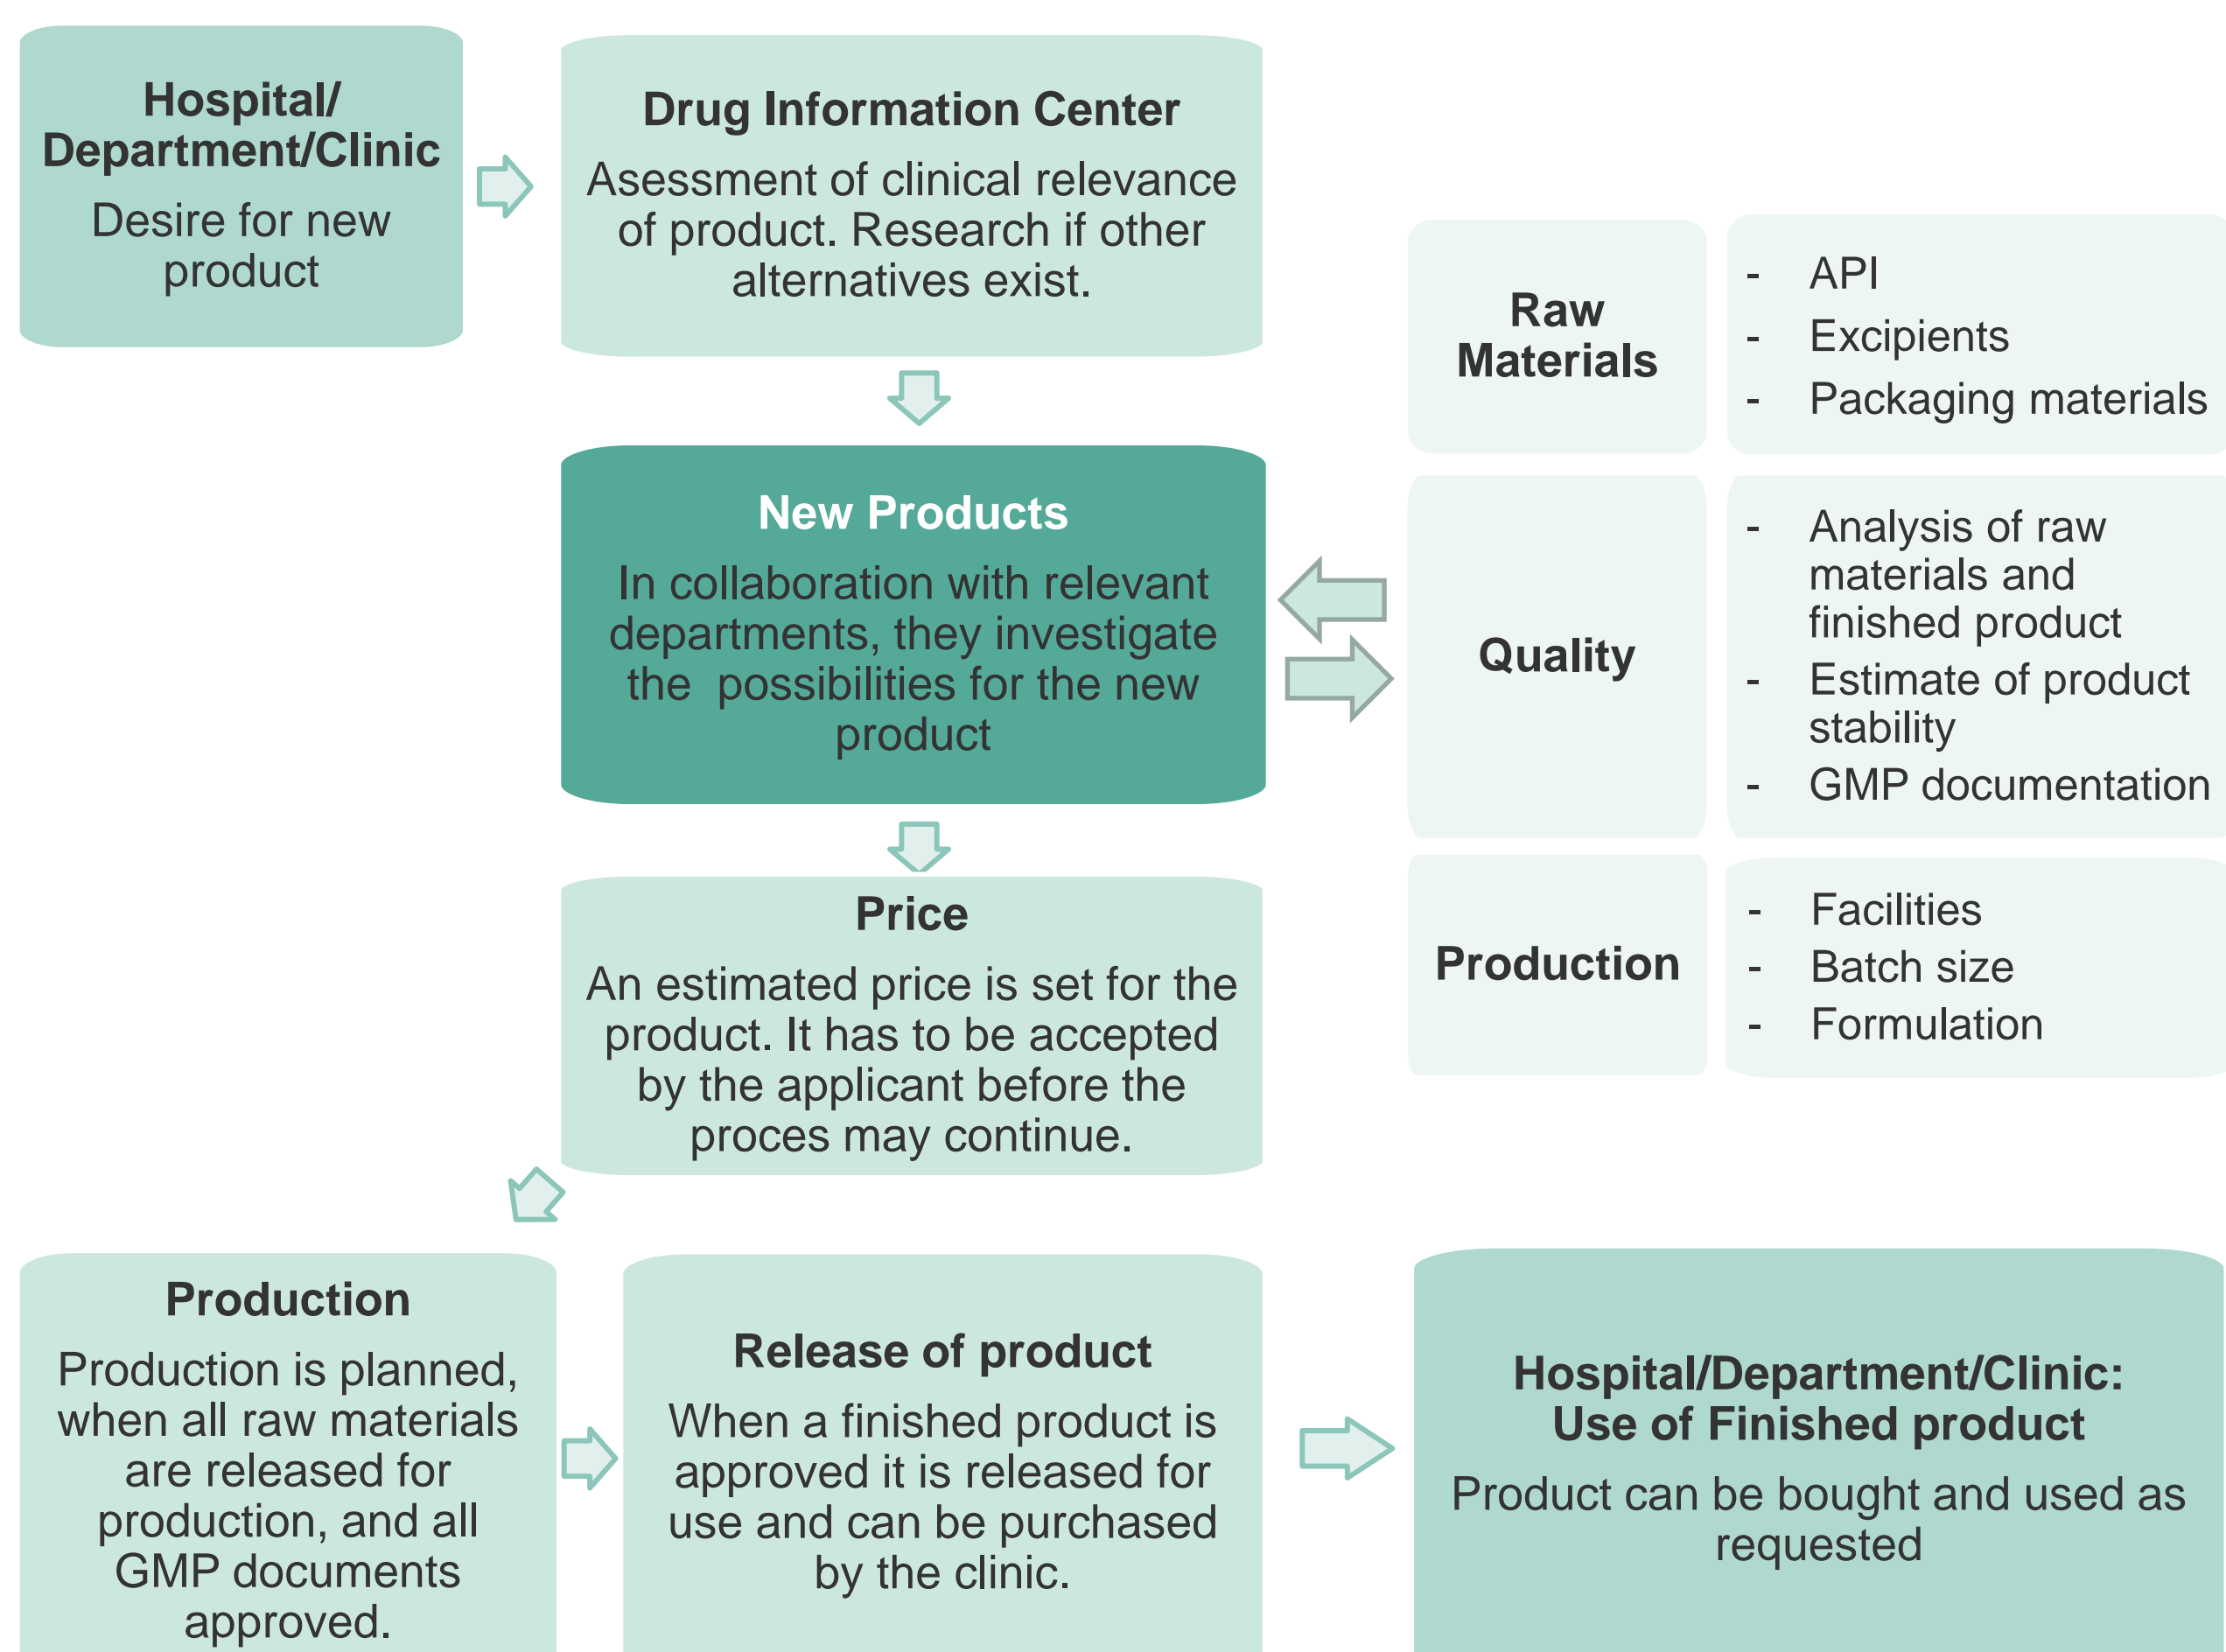 Hospital/
Department/Clinic
Desire for new
product
Drug Information Center
Asessment of clinical relevance
of product. Research if other
alternatives exist.
New Products
In collaboration with relevant
departments, they investigate
the possibilities for the new
product
Raw
Materials
- API
- Excipients
- Packaging materials
Quality
- Analysis of raw
materials and
finished product
- Estimate of product
stability
- GMP documentation
Production
- Facilities
- Batch size
- Formulation
Price
An estimated price is set for the
product. It has to be accepted
by the applicant before the
proces may continue.
Production
Production is planned,
when all raw materials
are released for
production, and all
GMP documents
approved.
Release of product
When a finished product is
approved it is released for
use and can be purchased
by the clinic.
Hospital/Department/Clinic:
Use of Finished product
Product can be bought and used as
requested